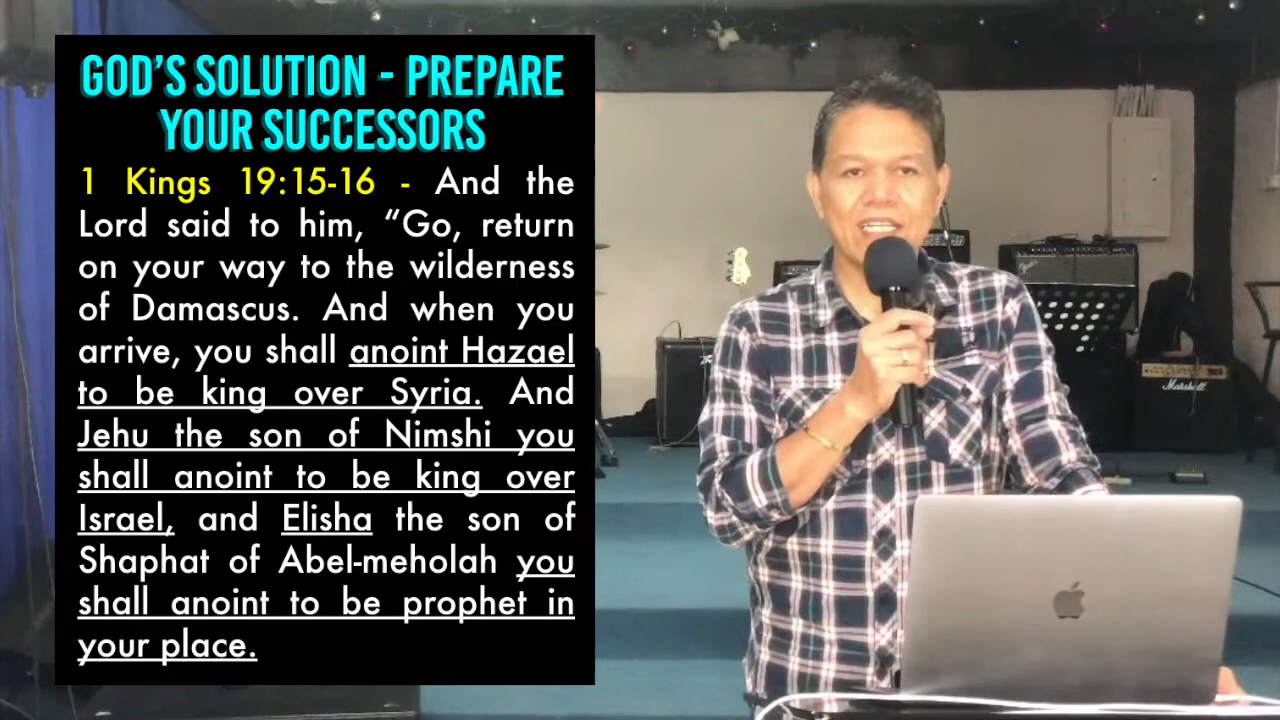 GOD'S SOLUTION - PREPARE
YOUR SUCCESSORS
1 Kings 19:15-16 - And the
Lord said to him, “Go, return
on your way to the wilderness
of Damascus. And when you
arrive, you shall anoint Hazael
to be king over Syria. And
Jehu the son of Nimshi you
shall anoint to be king over
Israel, and Elisha the son of
Shaphat of Abel-meholah you
shall anoint to be prophet in
your place.
Fender
Marshall